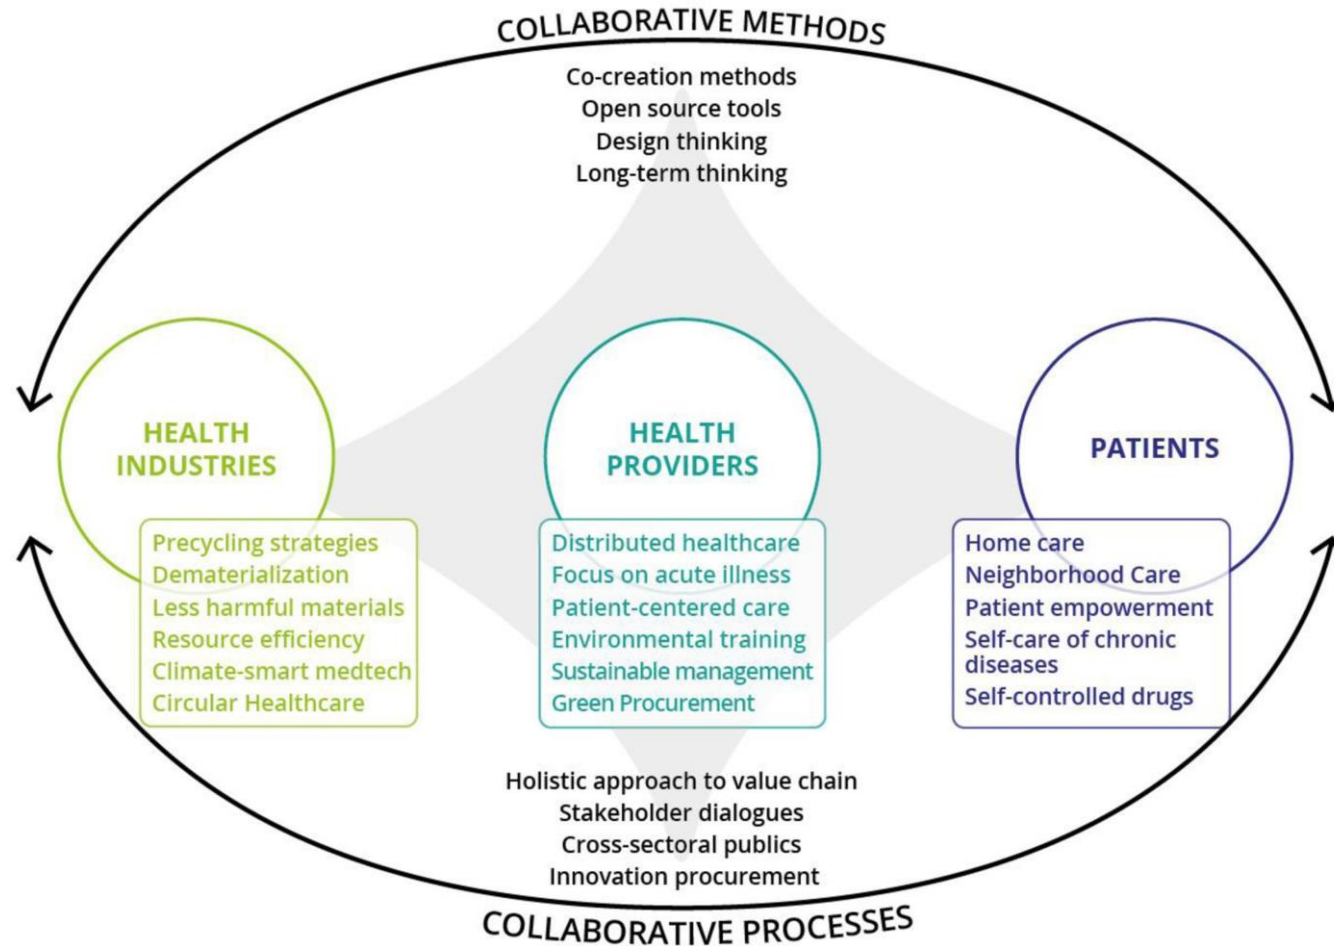 COLLABORATIVE METHODS
Co-creation methods
Open source tools
Design thinking
Long-term thinking
HEALTH
INDUSTRIES
Precycling strategies
Dematerialization
Less harmful materials
Resource efficiency
Climate-smart medtech
Circular Healthcare
HEALTH
PROVIDERS
Distributed healthcare
Focus on acute illness
Patient-centered care
Environmental training
Sustainable management
Green Procurement
PATIENTS
Home care
Neighborhood Care
Patient empowerment
Self-care of chronic
diseases
Self-controlled drugs
Holistic approach to value chain
Stakeholder dialogues
Cross-sectoral publics
Innovation procurement
COLLABORATIVE PROCESSES